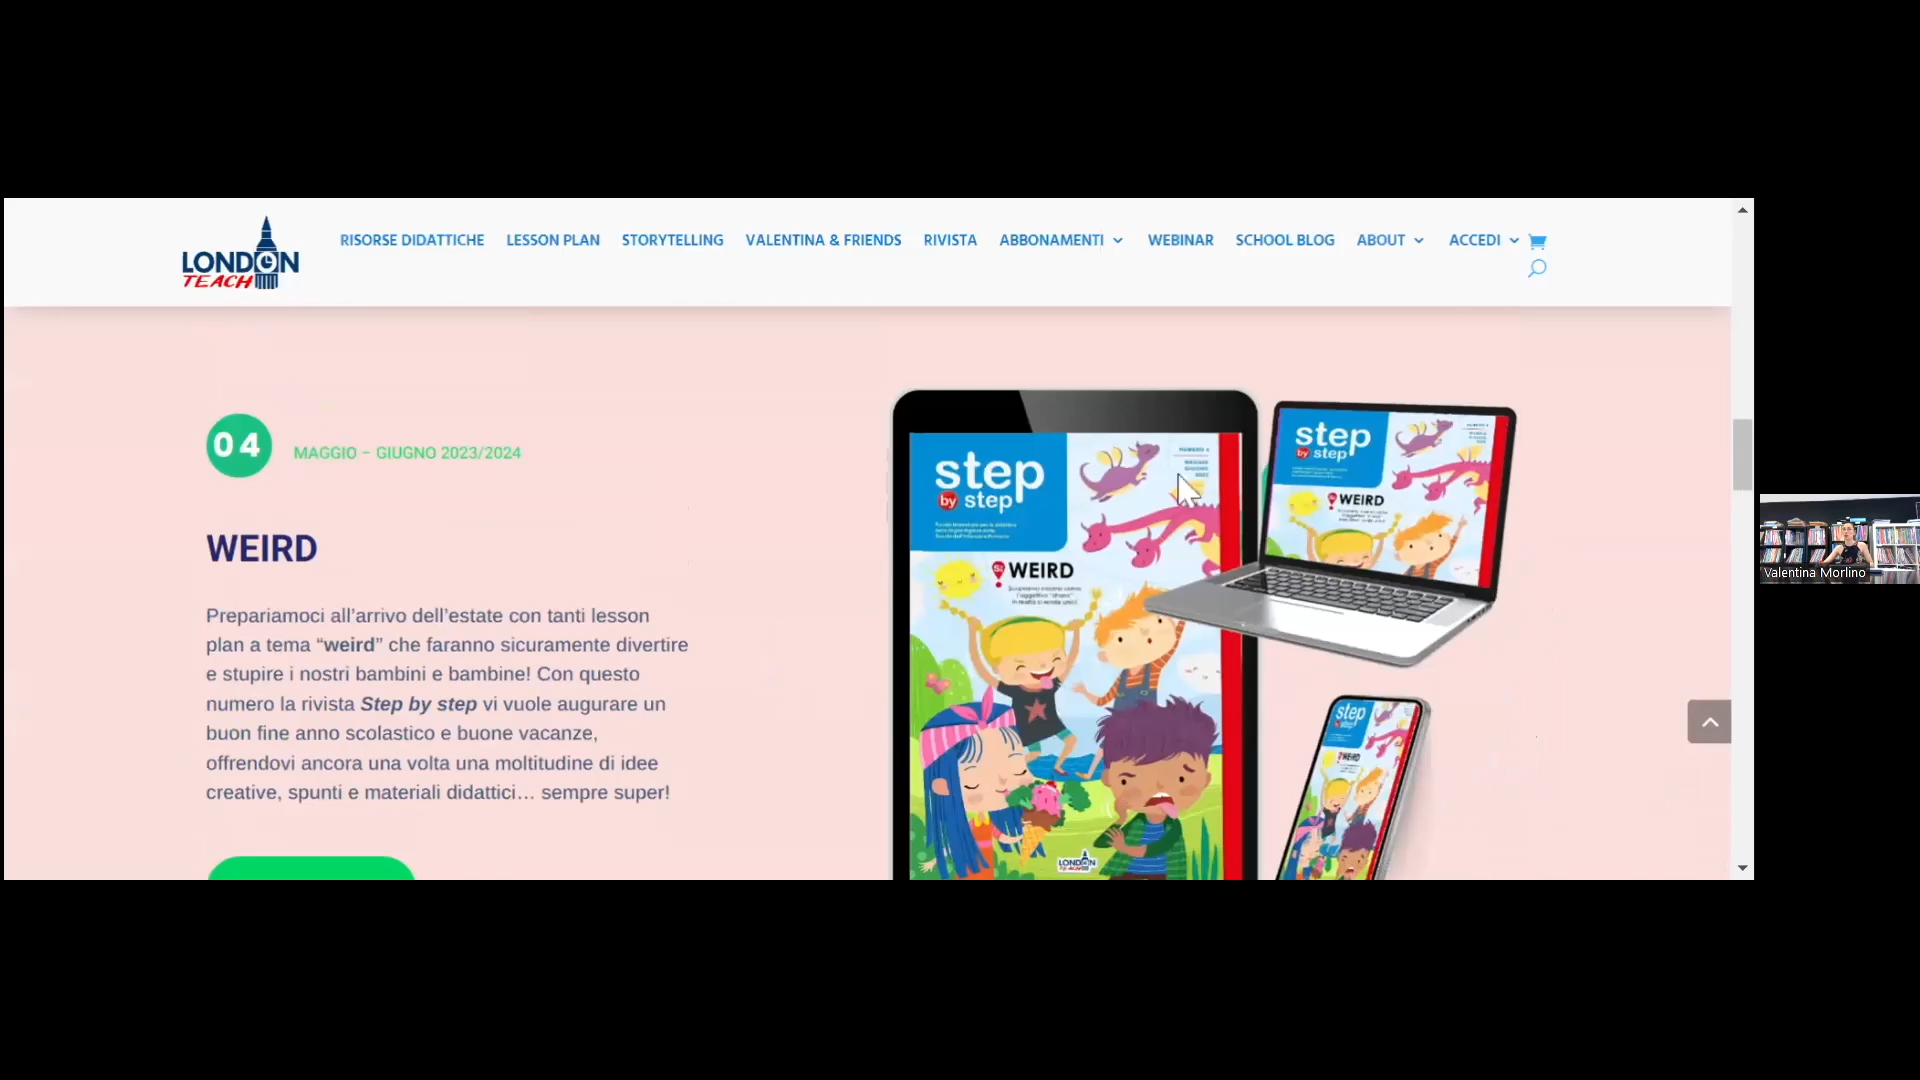 LONDON
TEACH
RISORSE DIDATTICHE
LESSON PLAN
STORYTELLING
VALENTINA & FRIENDS
RIVISTA
ABBONAMENTI
WEBINAR
SCHOOL BLOG
ABOUT
ACCEDI
04
MAGGIO – GIUGNO 2023/2024
WEIRD
Prepariamoci all’arrivo dell’estate con tanti lesson
plan a tema “weird” che faranno sicuramente divertire
e stupire i nostri bambini e bambine! Con questo
numero la rivista Step by step vi vuole augurare un
buon fine anno scolastico e buone vacanze,
offrendovi ancora una volta una moltitudine di idee
creative, spunti e materiali didattici… sempre super!
step
by step
WEIRD
LONDON
TEACH
step
by step
WEIRD
step
by step
WEIRD
Valentina Morlino